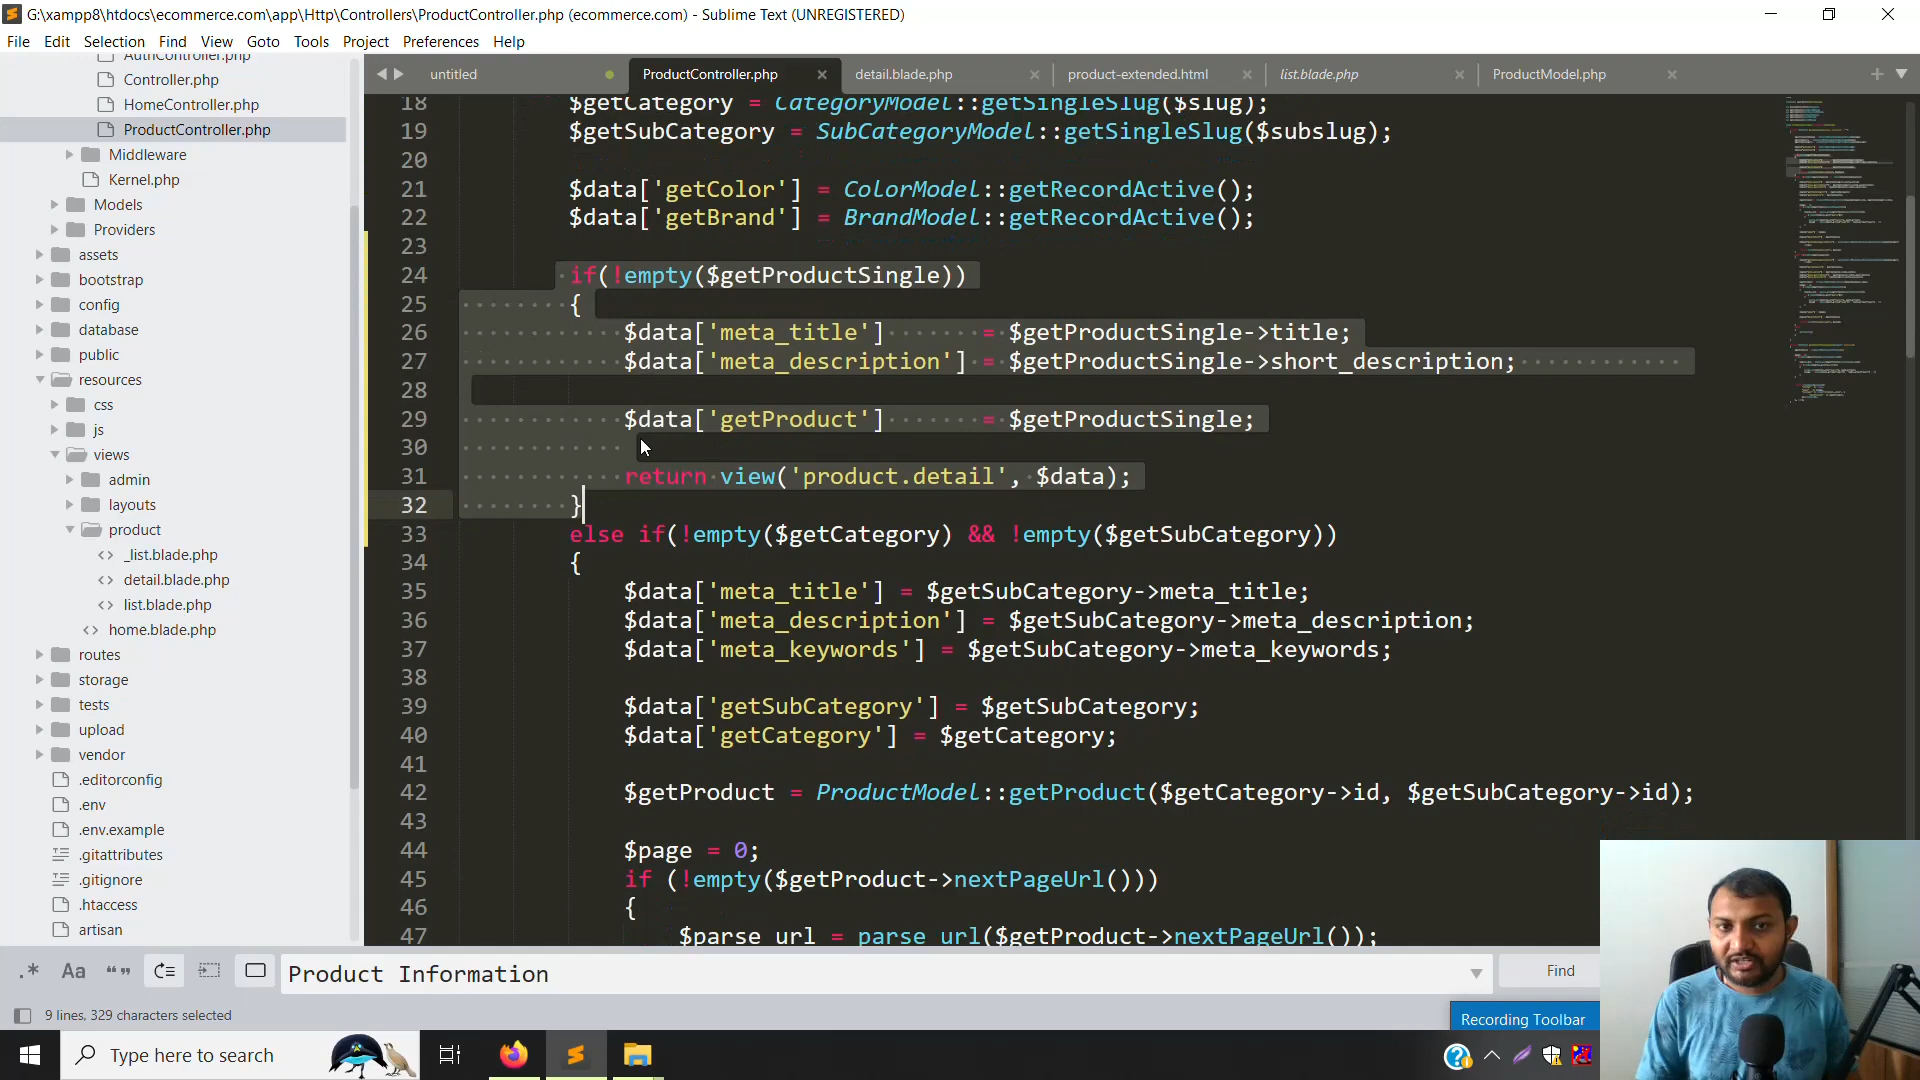 G:\xampp8\htdocs\ecommerce.com\app\Http\Controllers\ProductController.php (ecommerce.com) - Sublime Text (UNREGISTERED)
File Edit Selection Find View Goto Tools Project Preferences Help
AuthController.php
Controller.php
HomeController.php
ProductController.php
Middleware
Kernel.php
Models
Providers
assets
bootstrap
config
database
public
resources
css
js
views
admin
layouts
product
_list.blade.php
detail.blade.php
list.blade.php
home.blade.php
routes
storage
tests
upload
vendor
.editorconfig
.env
.env.example
.gitattributes
.gitignore
.htaccess
artisan
untitled ProductController.php detail.blade.php product-extended.html list.blade.php ProductModel.php
18 $getCategory = CategoryModel::getSingleSlug($slug);
19 $getSubCategory = SubCategoryModel::getSingleSlug($subslug);
20
21 $data['getColor'] = ColorModel::getRecordActive();
22 $data['getBrand'] = BrandModel::getRecordActive();
23
24 if(!empty($getProductSingle))
25 {
26 $data['meta_title'] = $getProductSingle->title;
27 $data['meta_description'] = $getProductSingle->short_description;
28
29 $data['getProduct'] = $getProductSingle;
30
31 return view('product.detail', $data);
32 }
33 else if(!empty($getCategory) && !empty($getSubCategory))
34 {
35 $data['meta_title'] = $getSubCategory->meta_title;
36 $data['meta_description'] = $getSubCategory->meta_description;
37 $data['meta_keywords'] = $getSubCategory->meta_keywords;
38
39 $data['getSubCategory'] = $getSubCategory;
40 $data['getCategory'] = $getCategory;
41
42 $getProduct = ProductModel::getProduct($getCategory->id, $getSubCategory->id);
43
44 $page = 0;
45 if (!empty($getProduct->nextPageUrl()))
46 {
47 $parse_url = parse_url($getProduct->nextPageUrl());
.* Aa “ ” Product Information Find
9 lines, 329 characters selected
Recording Toolbar
Type here to search